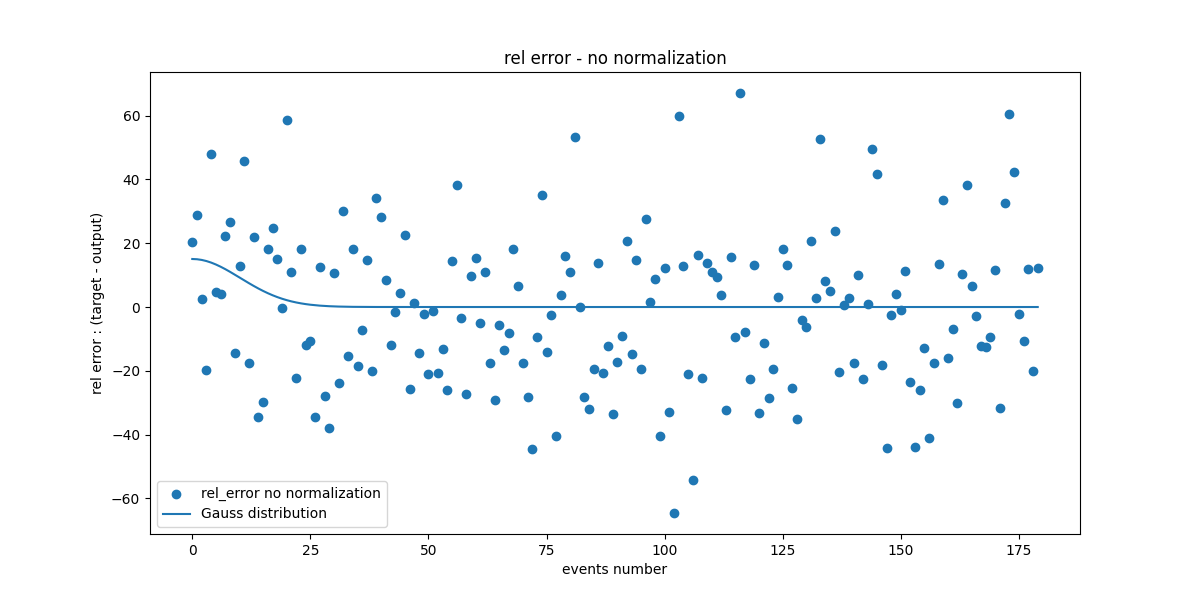 rel error - no normalization
60
40
20
0
−20
−40
−60
rel error : (target - output)
rel_error no normalization
Gauss distribution
0 25 50 75 100 125 150 175
events number